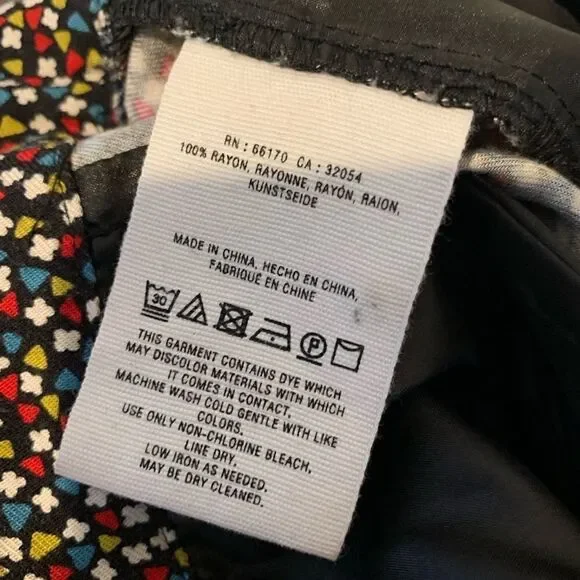 RN : 66170 CA : 32054
100% RAYON, RAYONNE, RAYÓN, RAION,
KUNSTSEIDE
MADE IN CHINA, HECHO EN CHINA,
FABRIQUÉ EN CHINE
30 P
THIS GARMENT CONTAINS DYE WHICH
MAY DISCOLOR MATERIALS WITH WHICH
IT COMES IN CONTACT.
MACHINE WASH COLD GENTLE WITH LIKE
COLORS.
USE ONLY NON-CHLORINE BLEACH.
LINE DRY.
LOW IRON AS NEEDED.
MAY BE DRY CLEANED.